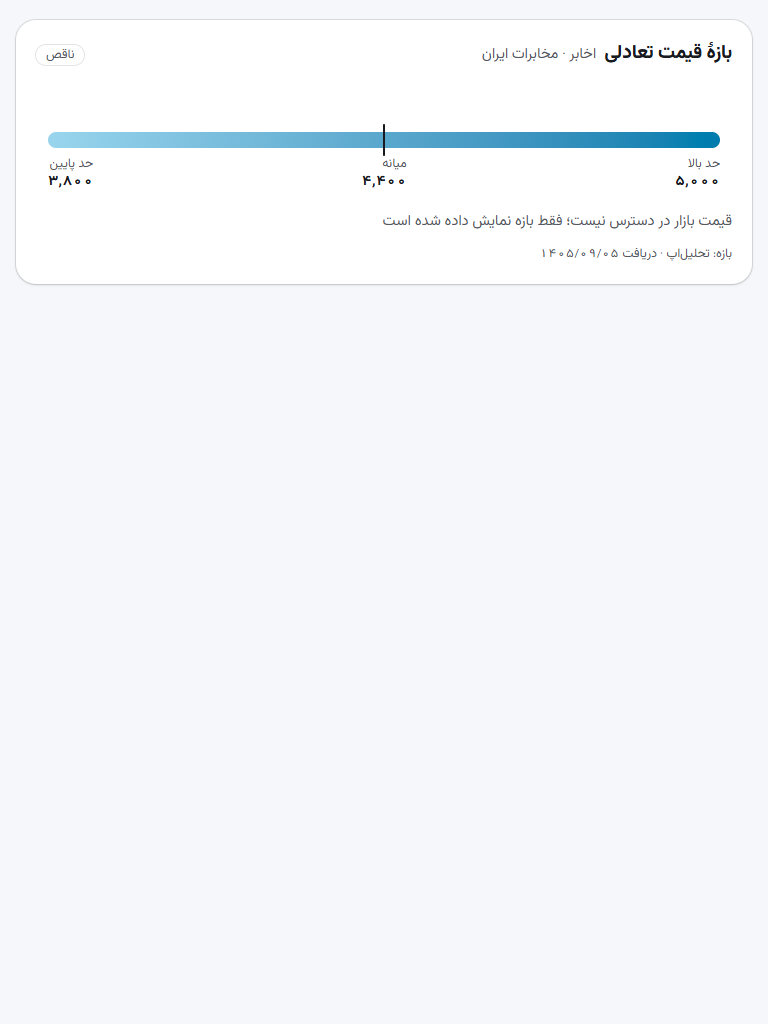 بازهٔ قیمت تعادلی اخابر · مخابرات ایران
ناقص
حد بالا
۵,۰۰۰
میانه
۴,۴۰۰
حد پایین
۳,۸۰۰
قیمت بازار در دسترس نیست؛ فقط بازه نمایش داده شده است
بازه: تحلیل‌اپ · دریافت ۱۴۰۵/۰۹/۰۵